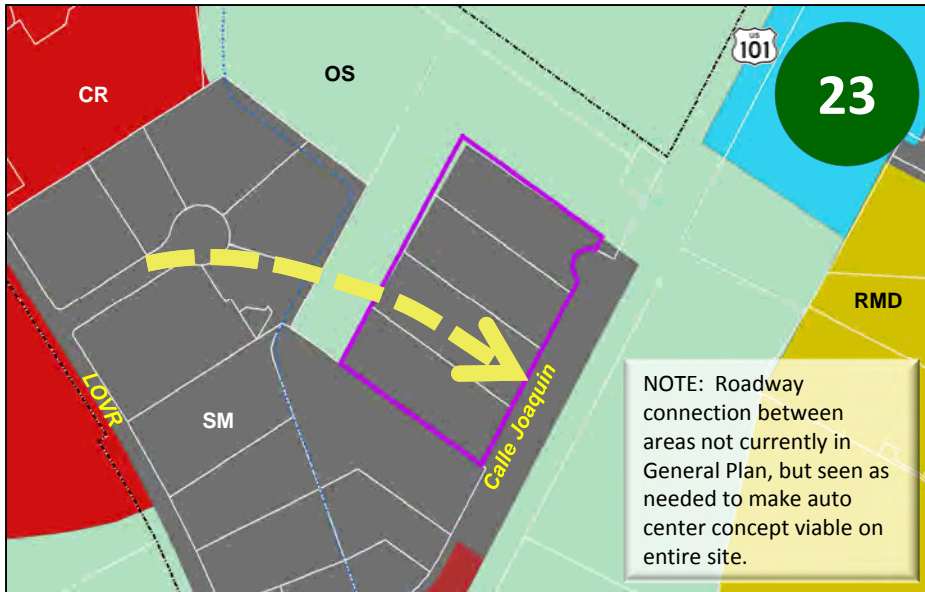 CR
OS
US
101
23
RMD
LOVR
SM
Calle Joaquin
NOTE: Roadway
connection between
areas not currently in
General Plan, but seen as
needed to make auto
center concept viable on
entire site.